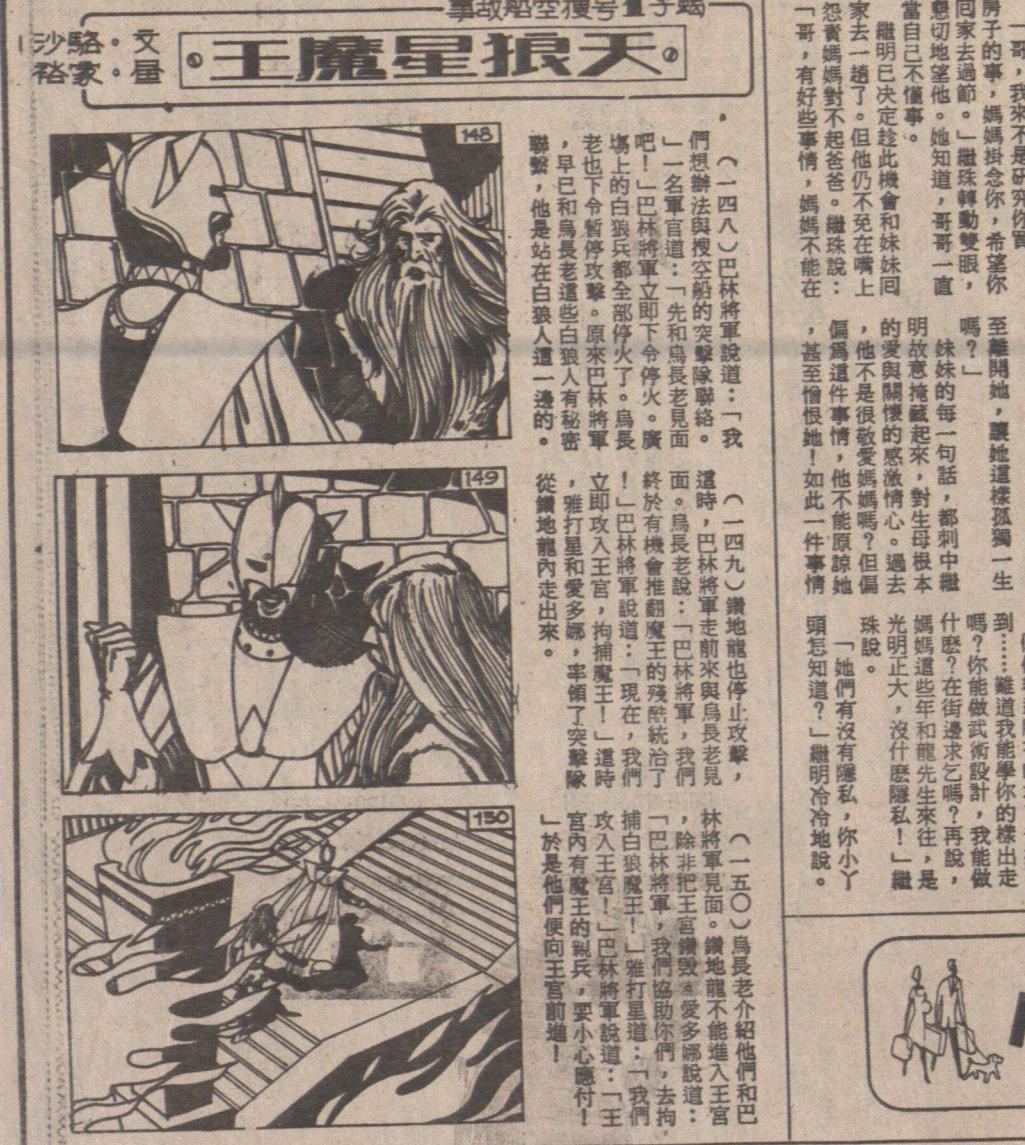 蝎子星號搜空船故事
天狼星魔王
文·駱沙
畫·家裕
148
（一四八）巴林將軍說道：「我
們想辦法與搜空船的突擊隊聯絡。
」一名軍官道：「先和烏長老見面
吧！」巴林將軍立即下令停火。廣
塲上的白狼兵都全部停火了。烏長
老也下令暫停攻擊。原來巴林將軍
，早已和烏長老這些白狼人有秘密
聯繫，他是站在白狼人這一邊的。
149
（一四九）鑽地龍也停止攻擊，
這時，巴林將軍走前來與烏長老見
面。烏長老說：「巴林將軍，我們
終於有機會推翻魔王的殘酷統治了
！」巴林將軍說道：「現在，我們
立即攻入王宮，拘捕魔王！」這時
，雅打星和愛多娜，率領了突擊隊
從鑽地龍內走出來。
130
（一五〇）烏長老介紹他們和巴
林將軍見面。鑽地龍不能進入王宮
，除非把王宮鑽毀。愛多娜說道：
「巴林將軍，我們協助你們，去拘
捕白狼魔王！」雅打星道：「我們
攻入王宮！」巴林將軍說道：「王
宮內有魔王的親兵，要小心應付！
」於是他們便向王宮前進！
「哥，我來不是研究你賣
房子的事，媽媽掛念你，希望你
回家去過節。」繼珠轉動雙眼，
懇切地望他。她知道，哥哥一直
當自己不懂事。
繼明已决定趁此機會和妹妹回
家去一趟了。但他仍不免在嘴上
怨責媽媽對不起爸爸。繼珠說：
「哥，有好些事情，媽媽不能在
至離開她，讓她這樣孤獨一生
嗎？」
妹妹的每一句話，都刺中繼
明故意掩藏起來，對生母根本
的愛與關懷的感激情心。過去
，他不是很敬愛媽媽嗎？但偏
偏爲這件事情，他不能原諒她
，甚至憎恨她！如此一件事情
到……難道我能學你的樣出走
嗎？你能做武術設計，我能做
什麽？在街邊求乞嗎？再說，
媽媽這些年和龍先生來往，是
光明正大，沒什麽隱私！」繼
珠說。
「她們有沒有隱私，你小丫
頭怎知道？」繼明冷冷地說。